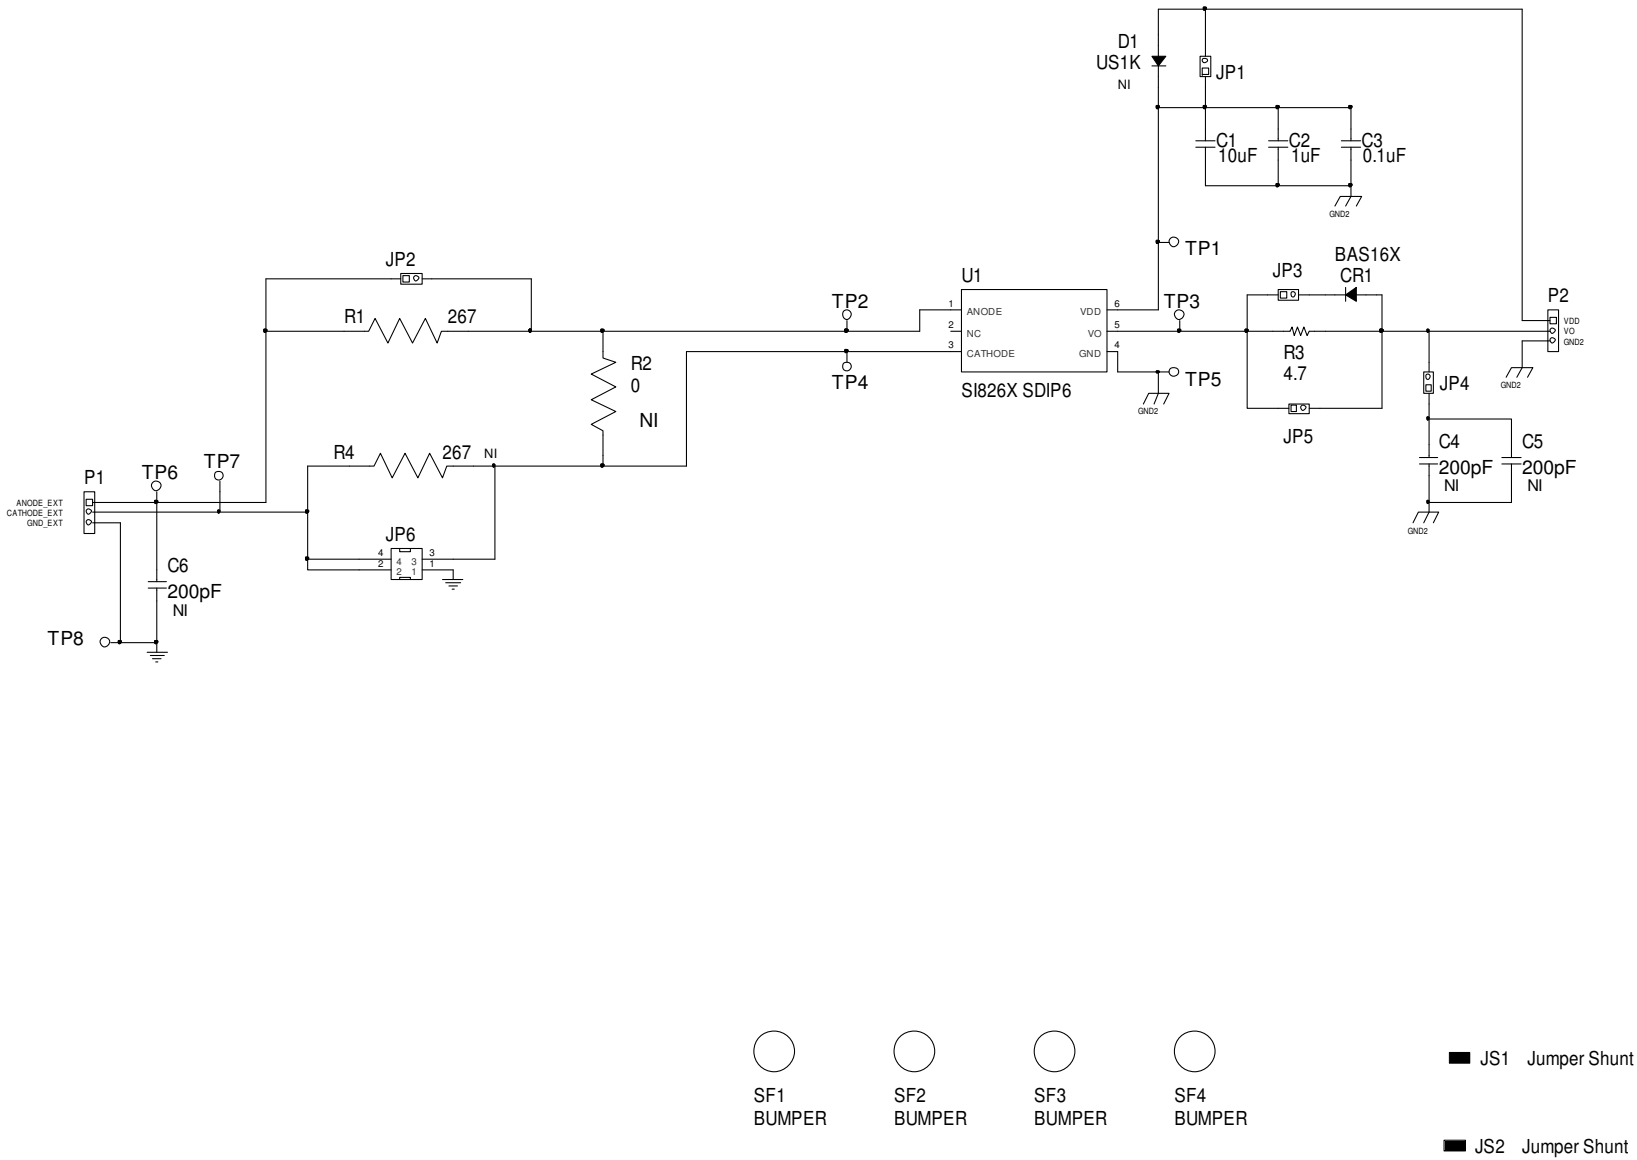 D1
US1K
NI
JP1
C1
10uF
C2
1uF
C3
0.1uF
GND2
TP1
JP2
R1 267
TP2
U1
1 ANODE
2 NC
3 CATHODE
VDD 6
VO 5
GND 4
SI826X SDIP6
TP3
JP3
BAS16X
CR1
P2
VDD
VO
GND2
GND2
R3
4.7
JP5
JP4
TP4
TP5
GND2
R2
0
NI
R4 267 NI
C4
200pF
NI
C5
200pF
NI
GND2
P1
ANODE_EXT
CATHODE_EXT
GND_EXT
TP6
TP7
JP6
4 4 3 3
2 2 1 1
C6
200pF
NI
TP8
SF1
BUMPER
SF2
BUMPER
SF3
BUMPER
SF4
BUMPER
JS1 Jumper Shunt
JS2 Jumper Shunt